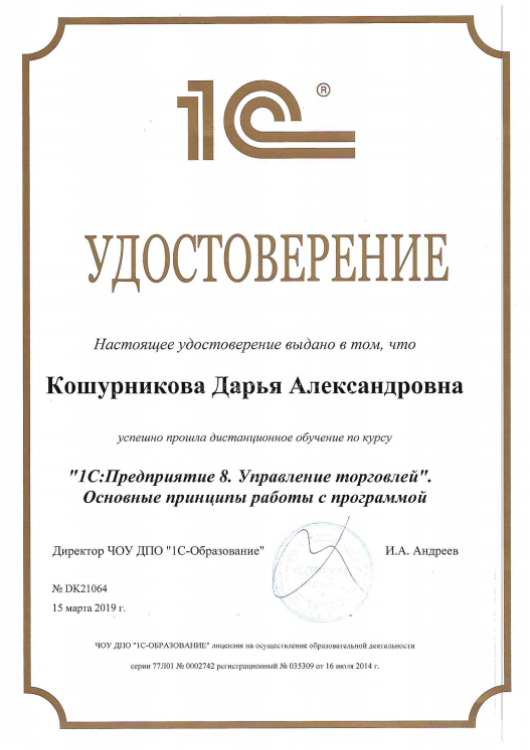 1С®
УДОСТОВЕРЕНИЕ
Настоящее удостоверение выдано в том, что
Кошурникова Дарья Александровна
успешно прошла дистанционное обучение по курсу
"1С:Предприятие 8. Управление торговлей".
Основные принципы работы с программой
Директор ЧОУ ДПО "1С-Образование" И.А. Андреев
№ DK21064
15 марта 2019 г.
ЧОУ ДПО "1С-ОБРАЗОВАНИЕ" лицензия на осуществление образовательной деятельности
серии 77Л01 № 0002742 регистрационный № 035309 от 16 июля 2014 г.